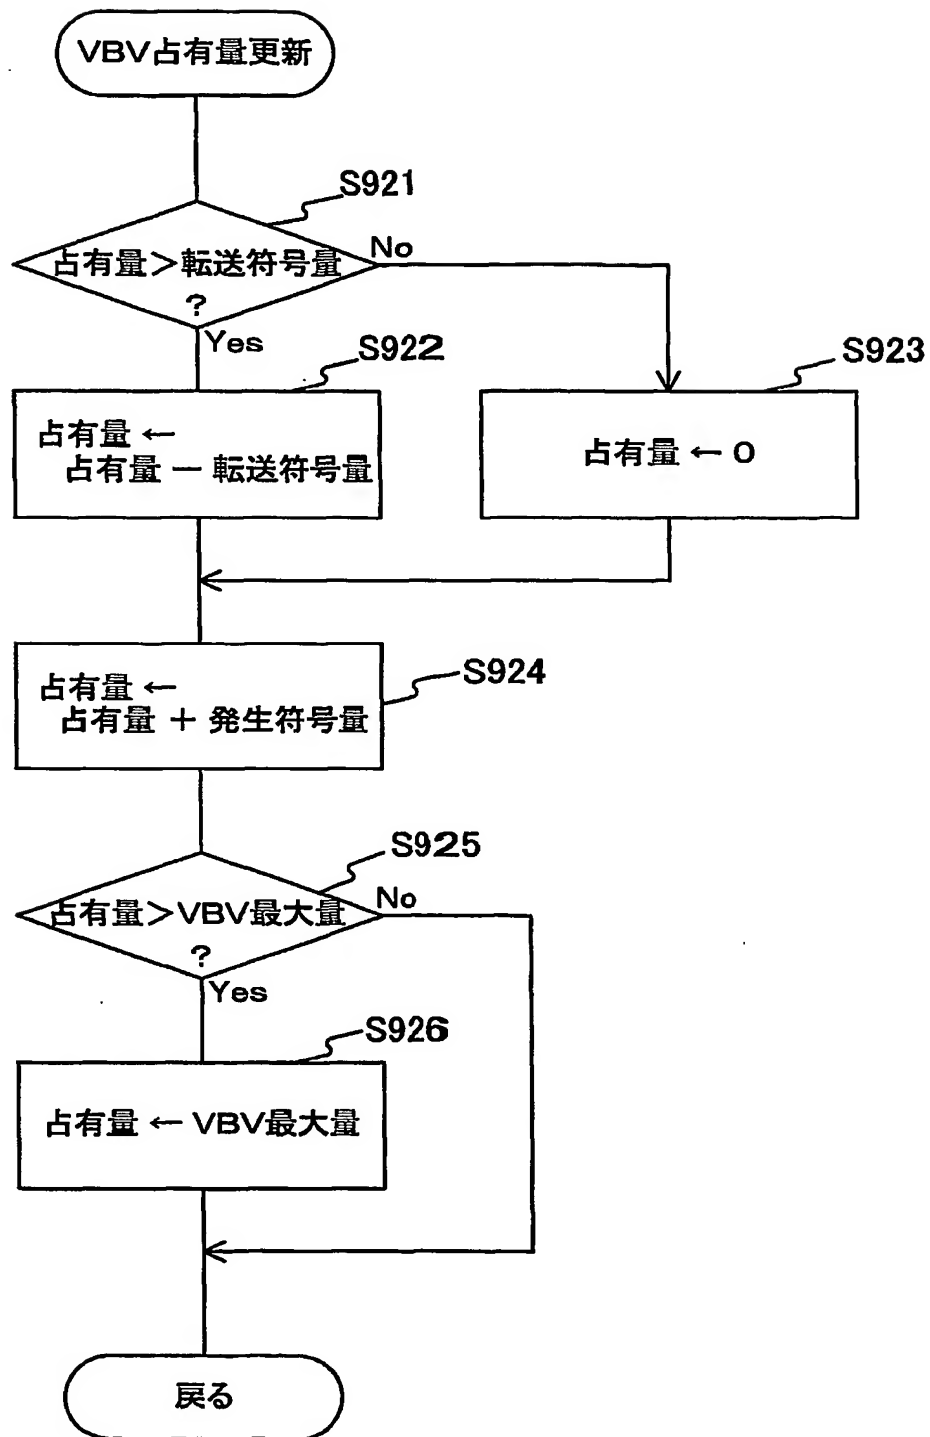 VBV占有量更新
S921
占有量>転送符号量
?
No
Yes
S922
占有量 ←
占有量 － 転送符号量
S923
占有量 ← 0
S924
占有量 ←
占有量 ＋ 発生符号量
S925
占有量>VBV最大量
?
No
Yes
S926
占有量 ← VBV最大量
戻る